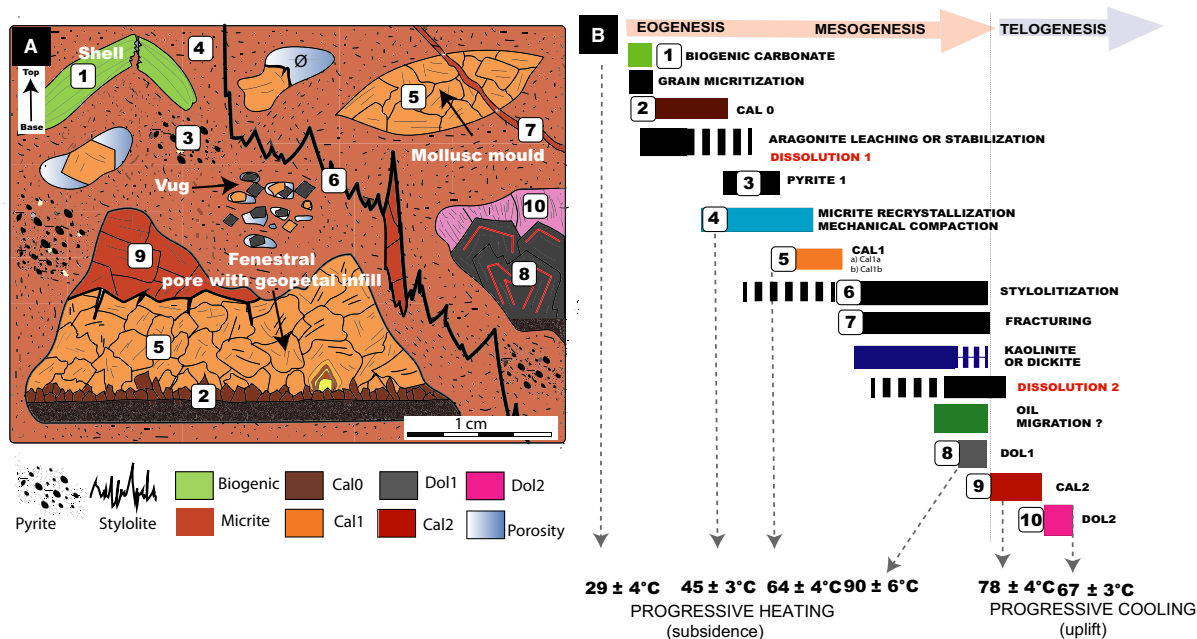 A
Top
Base
Shell
1
4
Ø
5
7
3
Mollusc mould
Vug
6
10
9
Fenestral
pore with geopetal infill
8
5
2
1 cm
Pyrite
Stylolite
Biogenic
Cal0
Dol1
Dol2
Micrite
Cal1
Cal2
Porosity
B
EOGENESIS
MESOGENESIS
TELOGENESIS
1 BIOGENIC CARBONATE
GRAIN MICRITIZATION
2 CAL 0
ARAGONITE LEACHING OR STABILIZATION
DISSOLUTION 1
3 PYRITE 1
4 MICRITE RECRYSTALLIZATION
MECHANICAL COMPACTION
5 CAL1
a) Cal1a
b) Cal1b
6 STYLOLITIZATION
7 FRACTURING
KAOLINITE
OR DICKITE
DISSOLUTION 2
OIL
MIGRATION ?
8 DOL1
9 CAL2
10 DOL2
29 ± 4°C 45 ± 3°C 64 ± 4°C 90 ± 6°C 78 ± 4°C 67 ± 3°C
PROGRESSIVE HEATING
(subsidence)
PROGRESSIVE COOLING
(uplift)